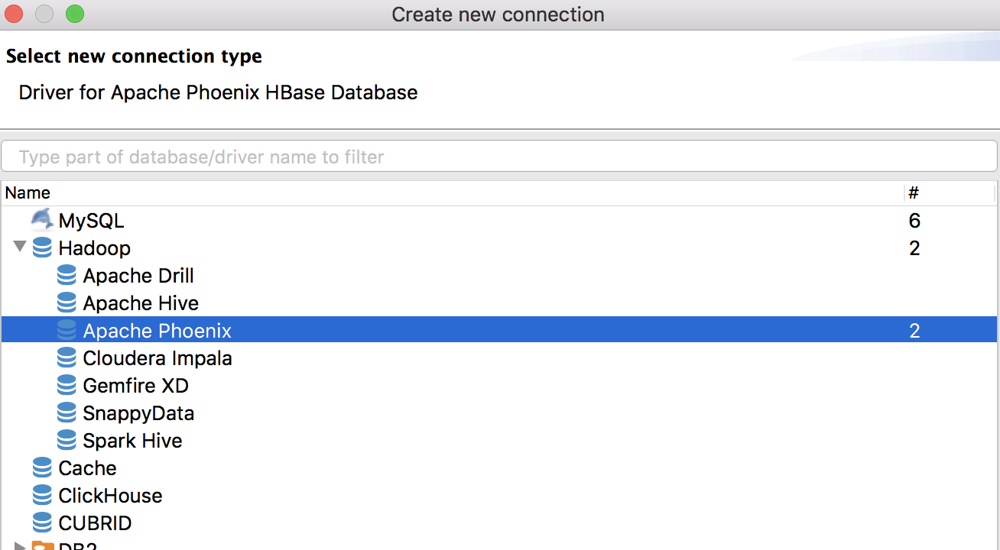 Create new connection
Select new connection type
Driver for Apache Phoenix HBase Database
Type part of database/driver name to filter
Name #
MySQL 6
Hadoop 2
Apache Drill
Apache Hive
Apache Phoenix 2
Cloudera Impala
Gemfire XD
SnappyData
Spark Hive
Cache
ClickHouse
CUBRID
DB2